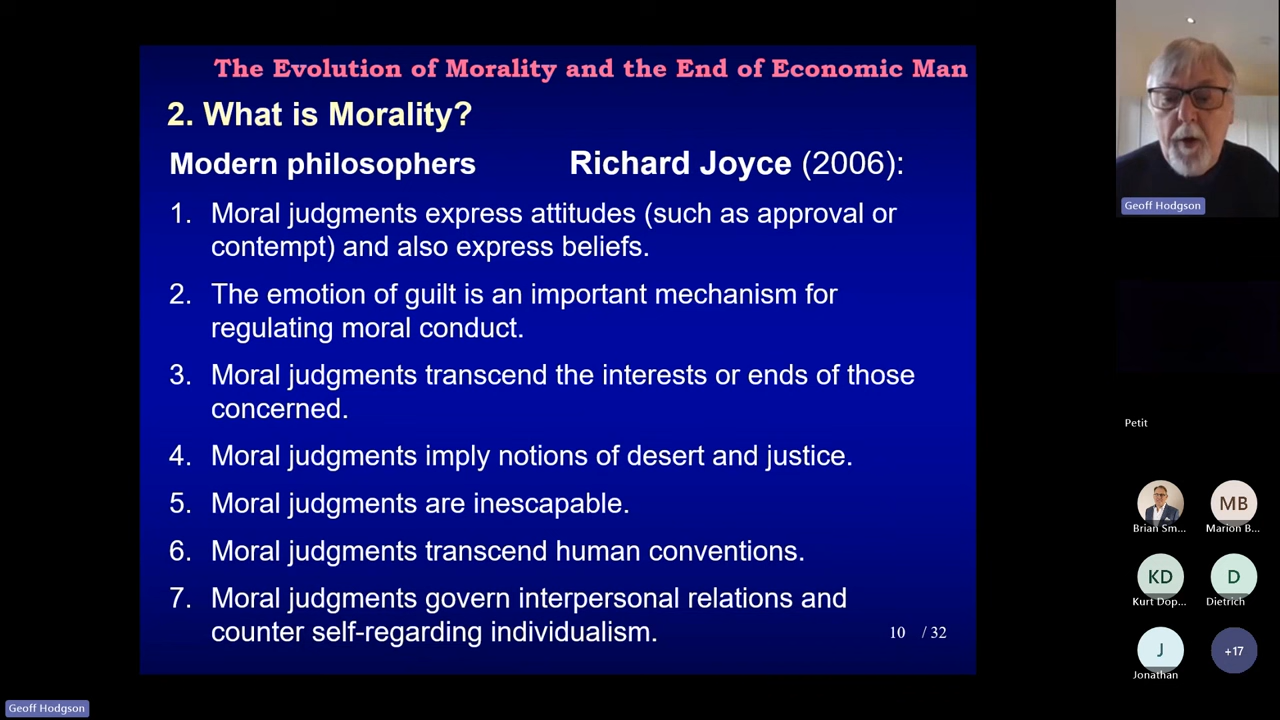 The Evolution of Morality and the End of Economic Man
2. What is Morality?
Modern philosophers Richard Joyce (2006):
1. Moral judgments express attitudes (such as approval or
contempt) and also express beliefs.
2. The emotion of guilt is an important mechanism for
regulating moral conduct.
3. Moral judgments transcend the interests or ends of those
concerned.
4. Moral judgments imply notions of desert and justice.
5. Moral judgments are inescapable.
6. Moral judgments transcend human conventions.
7. Moral judgments govern interpersonal relations and
counter self-regarding individualism.
10 / 32
Geoff Hodgson
Petit
MB
Brian Sm... Marion B...
KD D
Kurt Dop... Dietrich
J +17
Jonathan
Geoff Hodgson